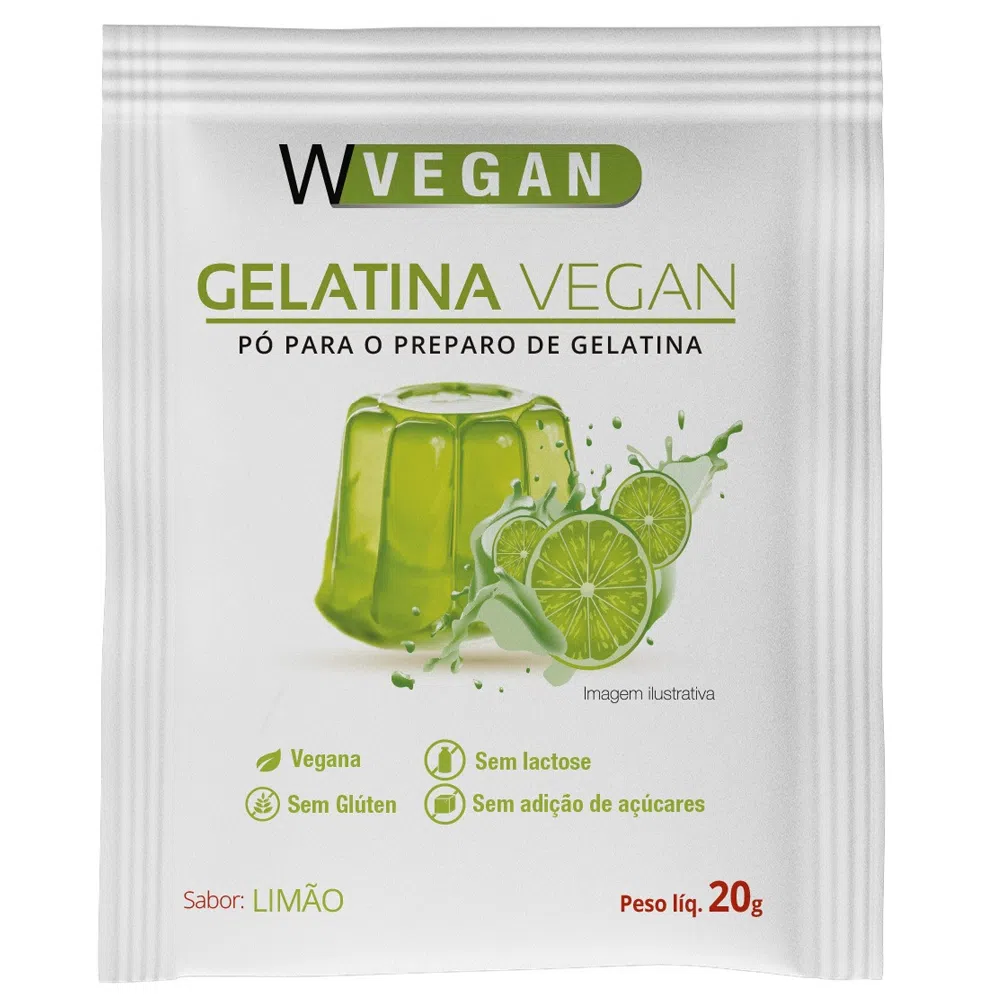 WVEGAN
GELATINA VEGAN
PÓ PARA O PREPARO DE GELATINA
Imagem ilustrativa
Vegana
Sem lactose
Sem Glúten
Sem adição de açúcares
Sabor: LIMÃO
Peso líq. 20g